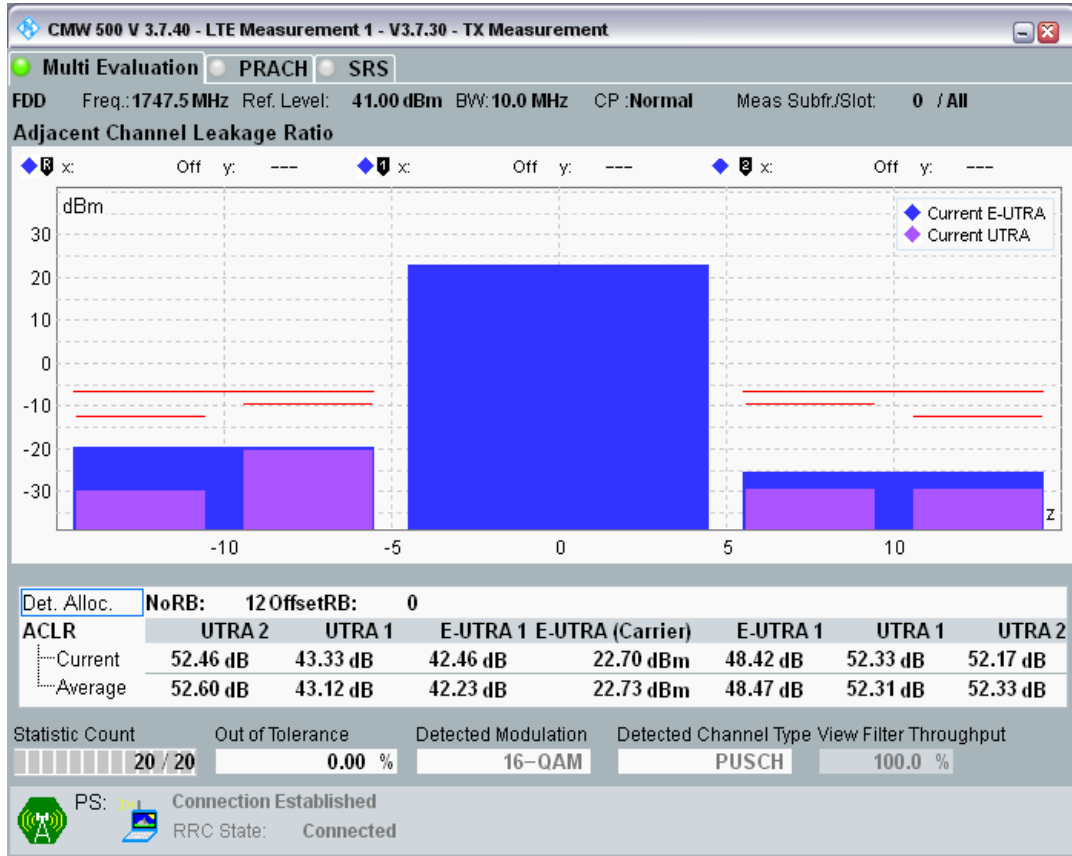 CMW 500 V 3.7.40 - LTE Measurement 1 - V3.7.30 - TX Measurement
Multi Evaluation PRACH SRS
FDD Freq.: 1747.5 MHz Ref. Level: 41.00 dBm BW: 10.0 MHz CP : Normal Meas Subfr./Slot: 0 / All
Adjacent Channel Leakage Ratio
R x: Off y: --- 1 x: Off y: --- 2 x: Off y: ---
dBm
Current E-UTRA
Current UTRA
30
20
10
0
-10
-20
-30
z
-10 -5 0 5 10
Det. Alloc. NoRB: 12 OffsetRB: 0
ACLR UTRA 2 UTRA 1 E-UTRA 1 E-UTRA (Carrier) E-UTRA 1 UTRA 1 UTRA 2
Current 52.46 dB 43.33 dB 42.46 dB 22.70 dBm 48.42 dB 52.33 dB 52.17 dB
Average 52.60 dB 43.12 dB 42.23 dB 22.73 dBm 48.47 dB 52.31 dB 52.33 dB
Statistic Count Out of Tolerance Detected Modulation Detected Channel Type View Filter Throughput
20 / 20 0.00 % 16-QAM PUSCH 100.0 %
PS: Connection Established
RRC State: Connected